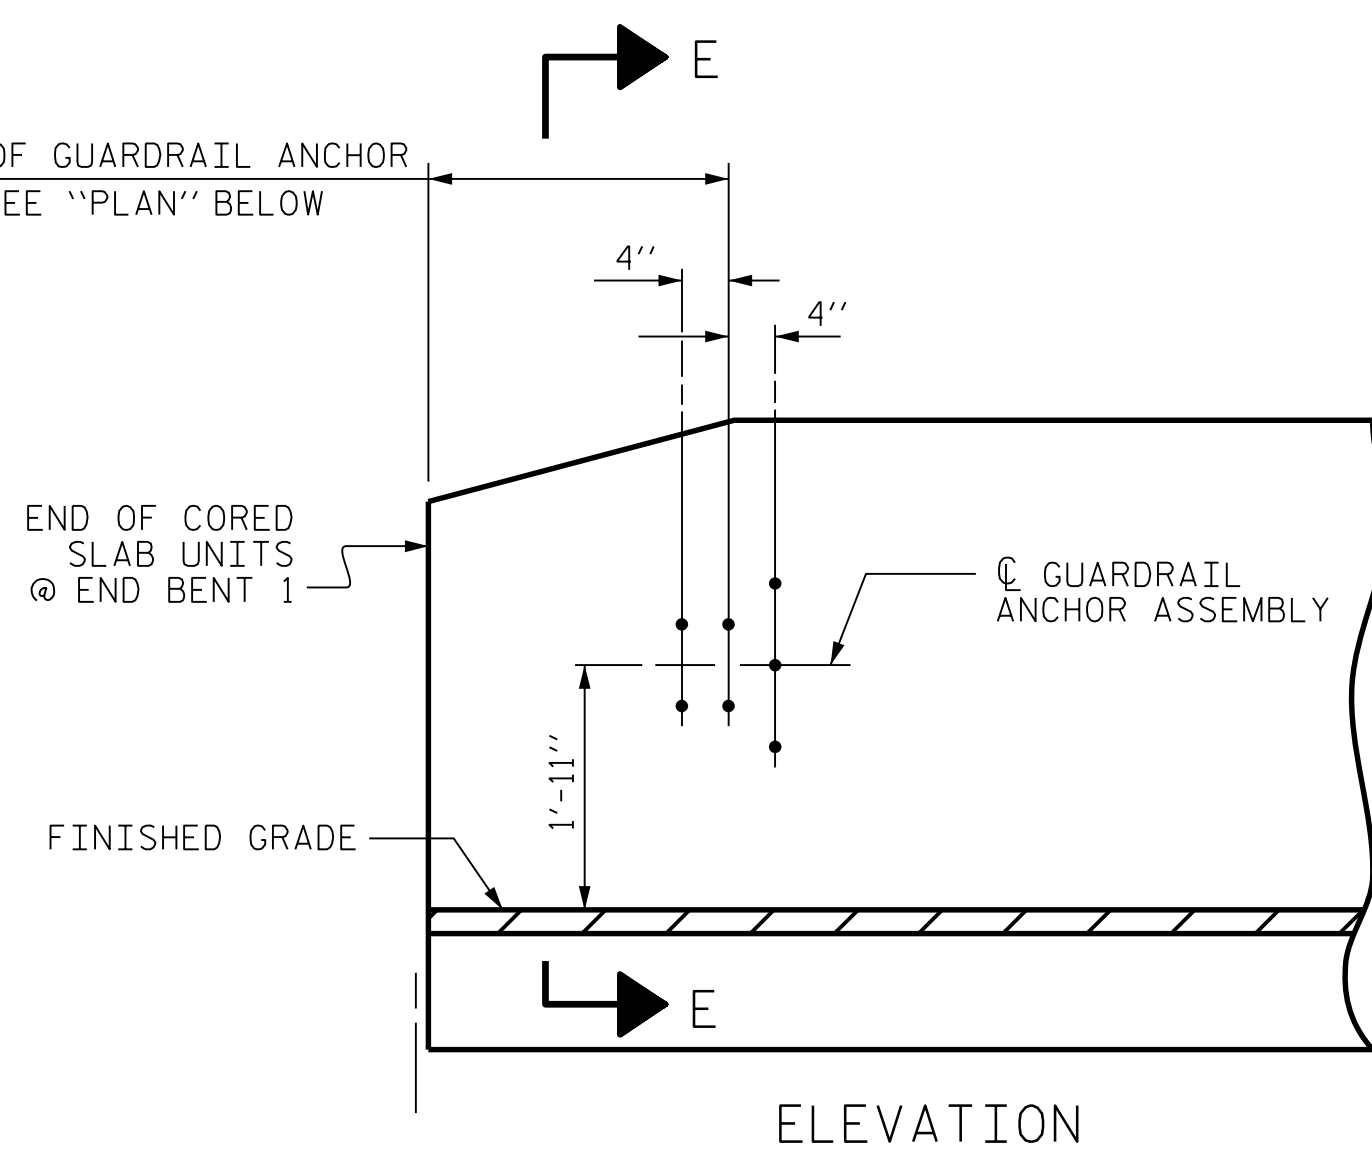 E
OF GUARDRAIL ANCHOR
EE "PLAN" BELOW
4"
4"
END OF CORED
SLAB UNITS
@ END BENT 1
℄ GUARDRAIL
ANCHOR ASSEMBLY
1'-11"
FINISHED GRADE
E
ELEVATION